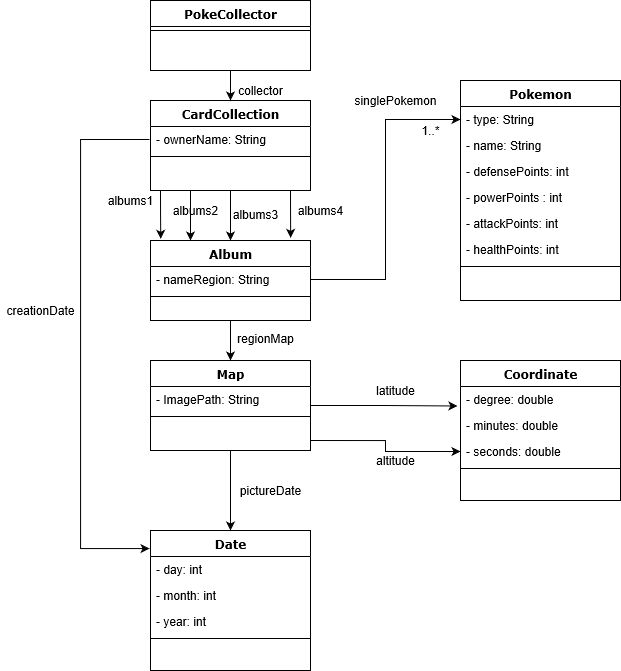 PokeCollector
collector
CardCollection
- ownerName: String
albums1
albums2
albums3
albums4
Album
- nameRegion: String
singlePokemon
1..*
Pokemon
- type: String
- name: String
- defensePoints: int
- powerPoints : int
- attackPoints: int
- healthPoints: int
creationDate
regionMap
Map
- ImagePath: String
latitude
altitude
Coordinate
- degree: double
- minutes: double
- seconds: double
pictureDate
Date
- day: int
- month: int
- year: int